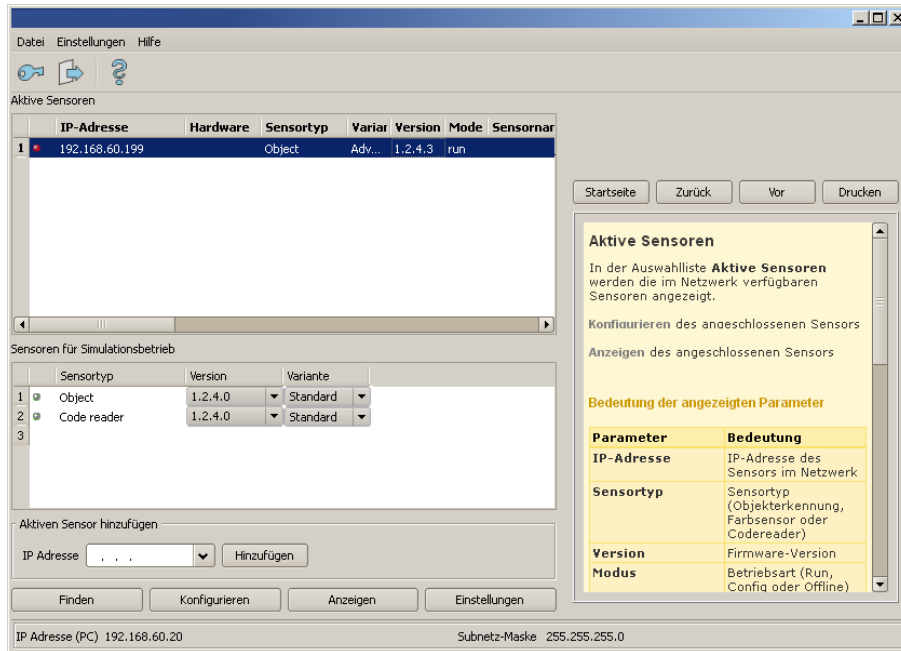 Datei Einstellungen Hilfe
Aktive Sensoren
IP-Adresse Hardware Sensortyp Variar Version Mode Sensornar
1 192.168.60.199 Object Adv... 1.2.4.3 run
Sensoren für Simulationsbetrieb
Sensortyp Version Variante
1 Object 1.2.4.0 Standard
2 Code reader 1.2.4.0 Standard
3
Aktiven Sensor hinzufügen
IP Adresse . . . Hinzufügen
Finden Konfigurieren Anzeigen Einstellungen
Startseite Zurück Vor Drucken
Aktive Sensoren
In der Auswahlliste Aktive Sensoren
werden die im Netzwerk verfügbaren
Sensoren angezeigt.
Konfigurieren des angeschlossenen Sensors
Anzeigen des angeschlossenen Sensors
Bedeutung der angezeigten Parameter
Parameter Bedeutung
IP-Adresse IP-Adresse des
Sensors im Netzwerk
Sensortyp Sensortyp
(Objekterkennung,
Farbsensor oder
Codereader)
Version Firmware-Version
Modus Betriebsart (Run,
Config oder Offline)
IP Adresse (PC) 192.168.60.20 Subnetz-Maske 255.255.255.0